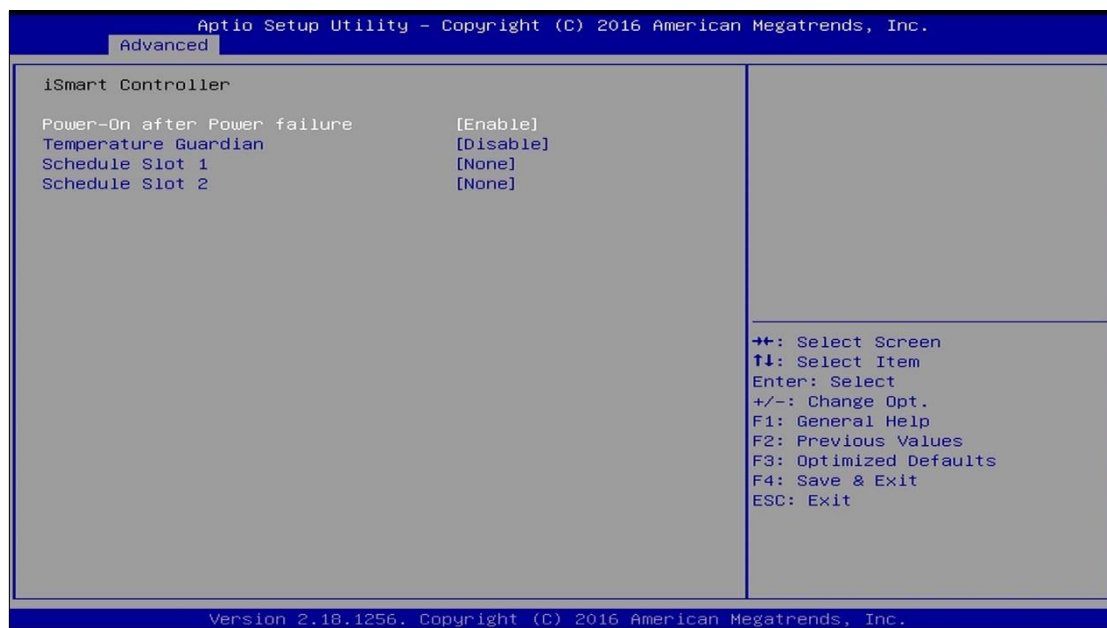 Aptio Setup Utility – Copyright (C) 2016 American Megatrends, Inc.
Advanced
iSmart Controller
Power-On after Power failure [Enable]
Temperature Guardian [Disable]
Schedule Slot 1 [None]
Schedule Slot 2 [None]
→←: Select Screen
↑↓: Select Item
Enter: Select
+/-: Change Opt.
F1: General Help
F2: Previous Values
F3: Optimized Defaults
F4: Save & Exit
ESC: Exit
Version 2.18.1256. Copyright (C) 2016 American Megatrends, Inc.